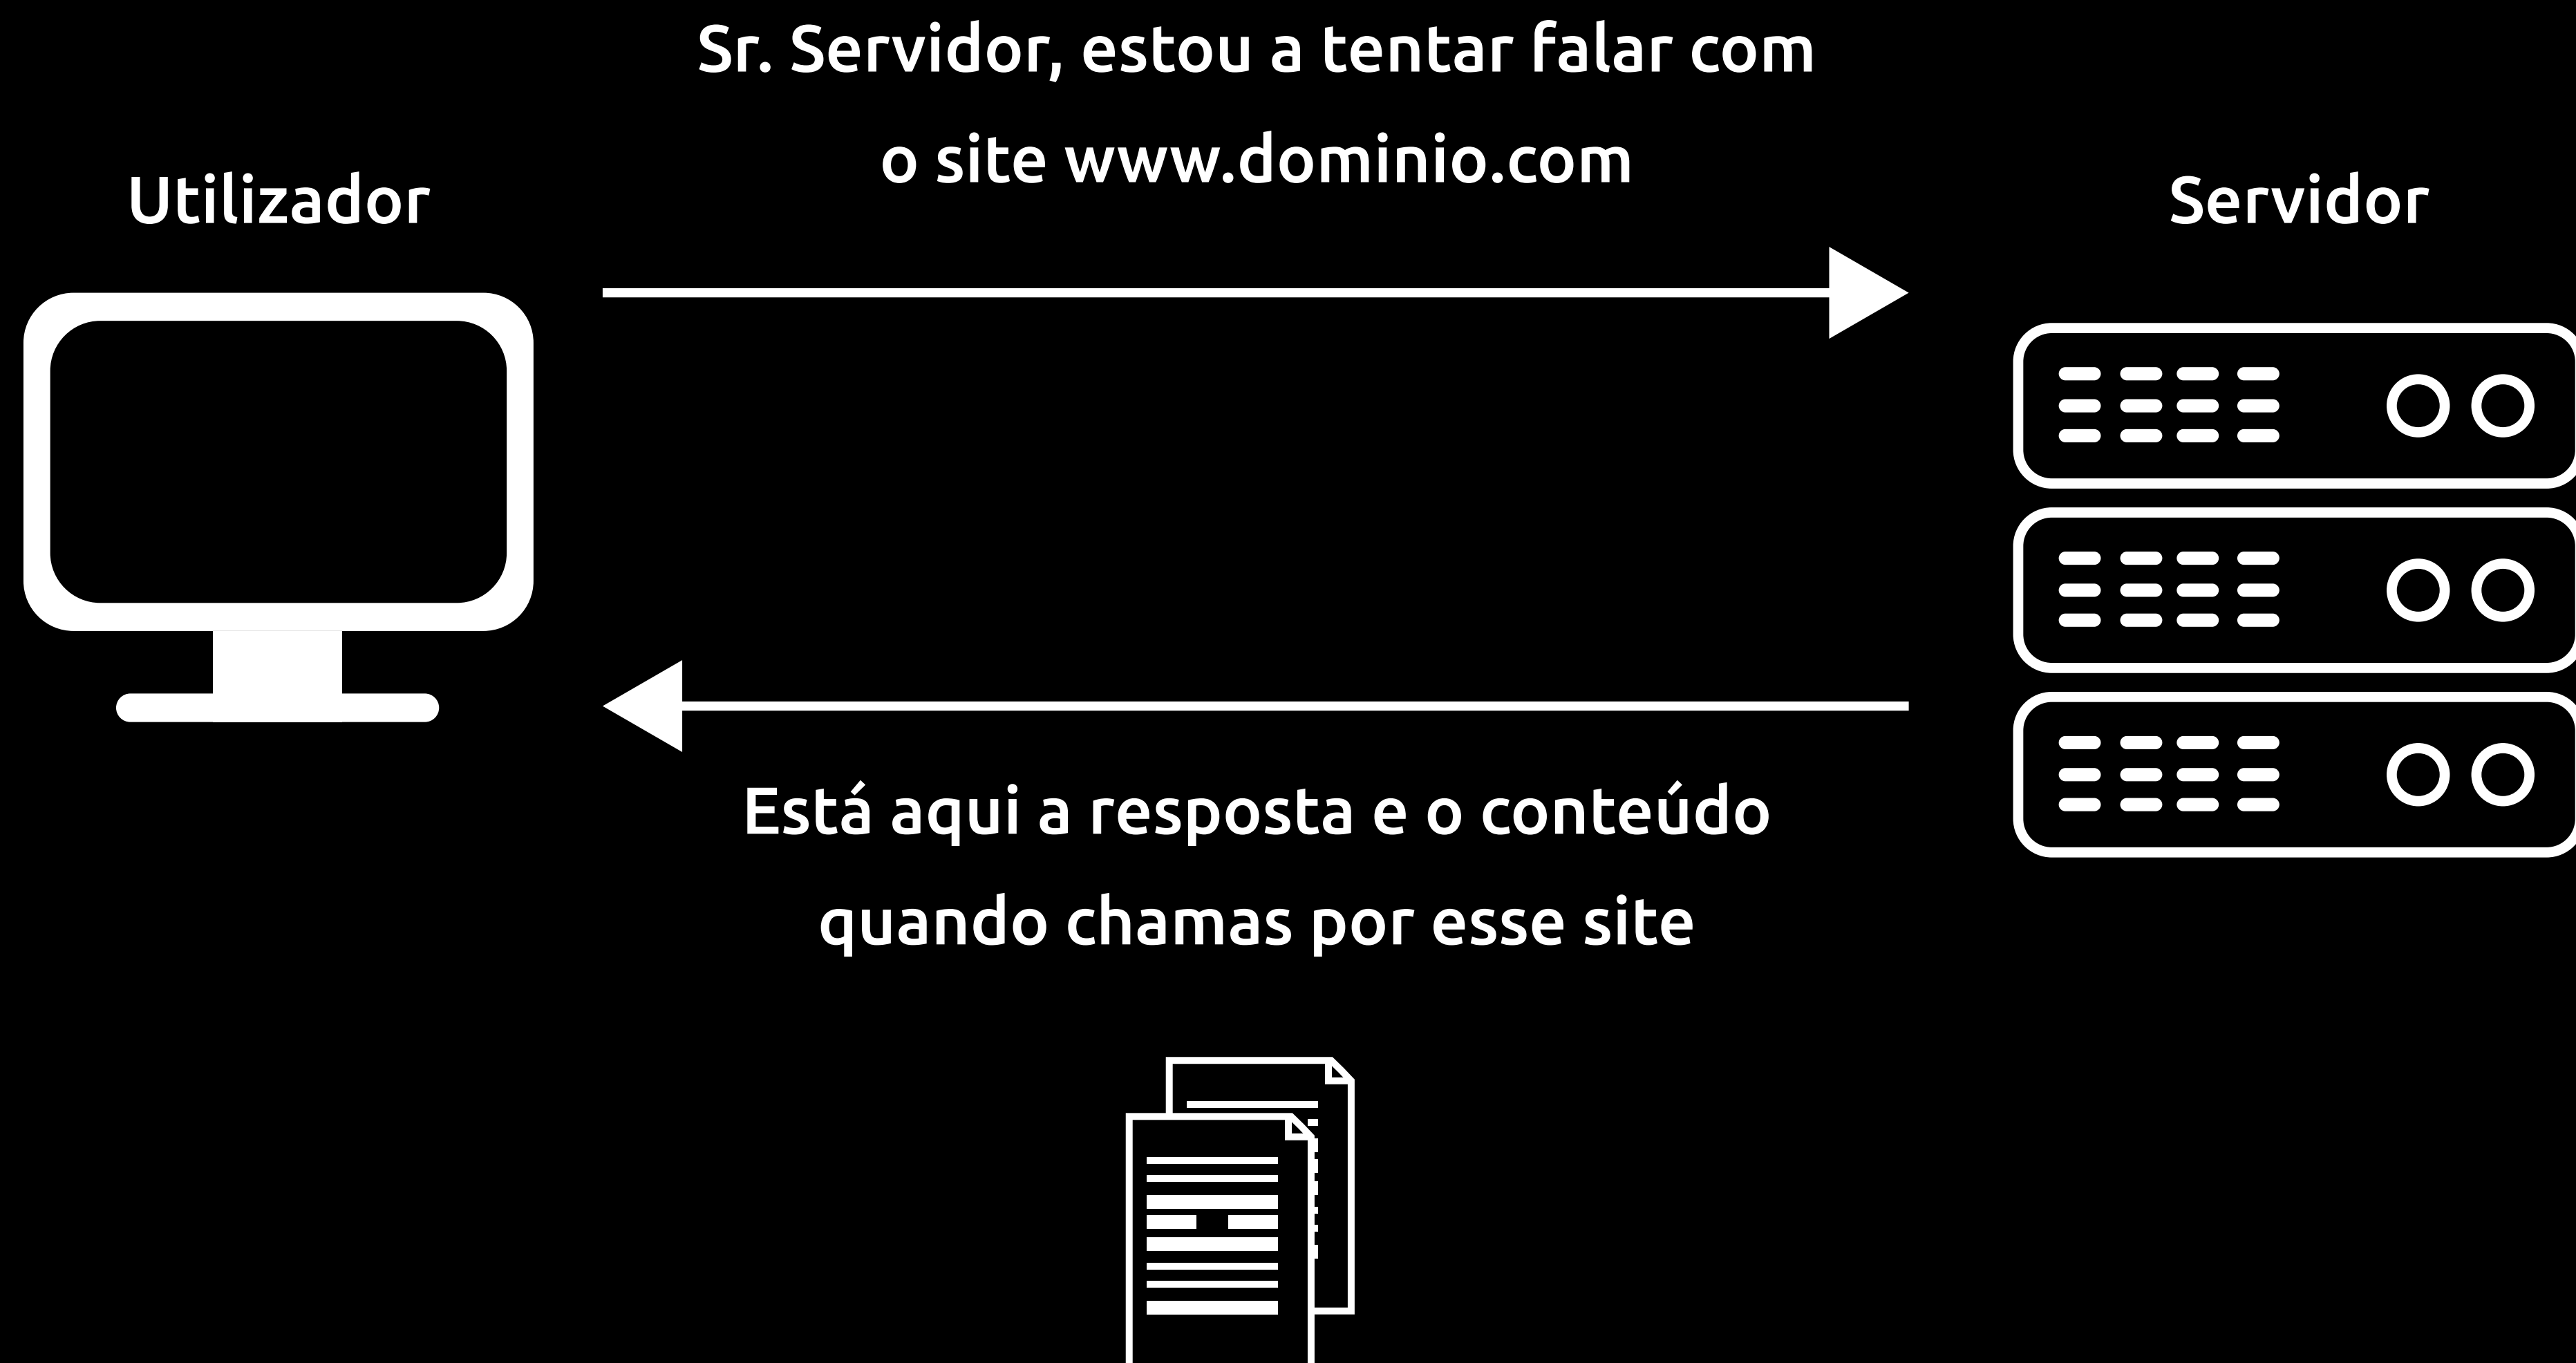 Sr. Servidor, estou a tentar falar com
o site www.dominio.com
Utilizador
Servidor
Está aqui a resposta e o conteúdo
quando chamas por esse site